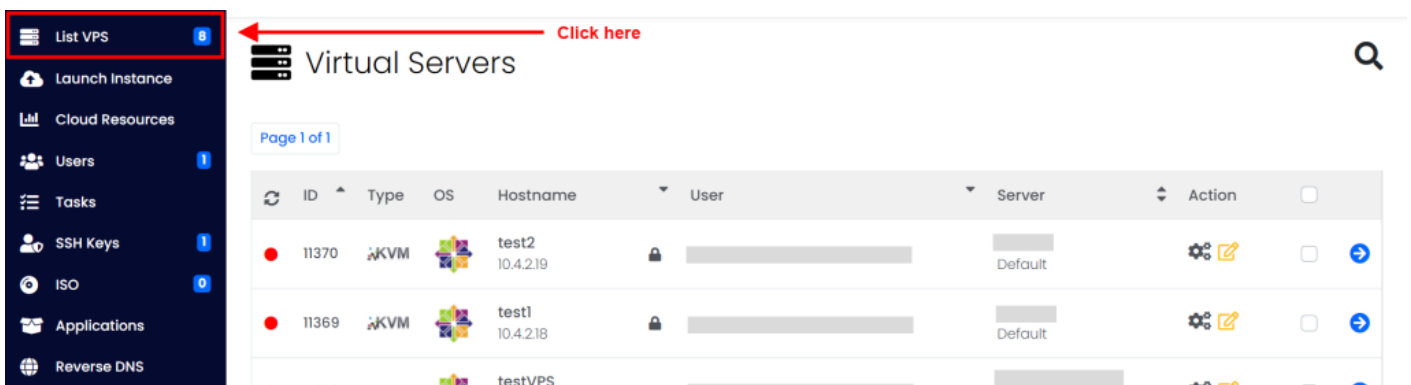 List VPS 8
Launch Instance
Cloud Resources
Users 1
Tasks
SSH Keys 1
ISO 0
Applications
Reverse DNS
Click here
Virtual Servers
Page 1 of 1
ID Type OS Hostname User Server Action
11370 KVM test2 Default
10.4.2.19
11369 KVM test1 Default
10.4.2.18
testVPS